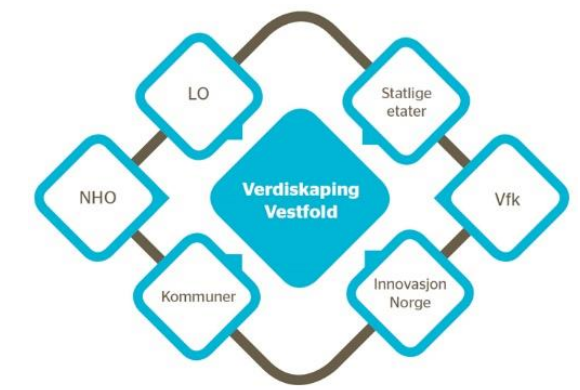 LO
Statlige
etater
NHO
Verdiskaping
Vestfold
Vfk
Kommuner
Innovasjon
Norge